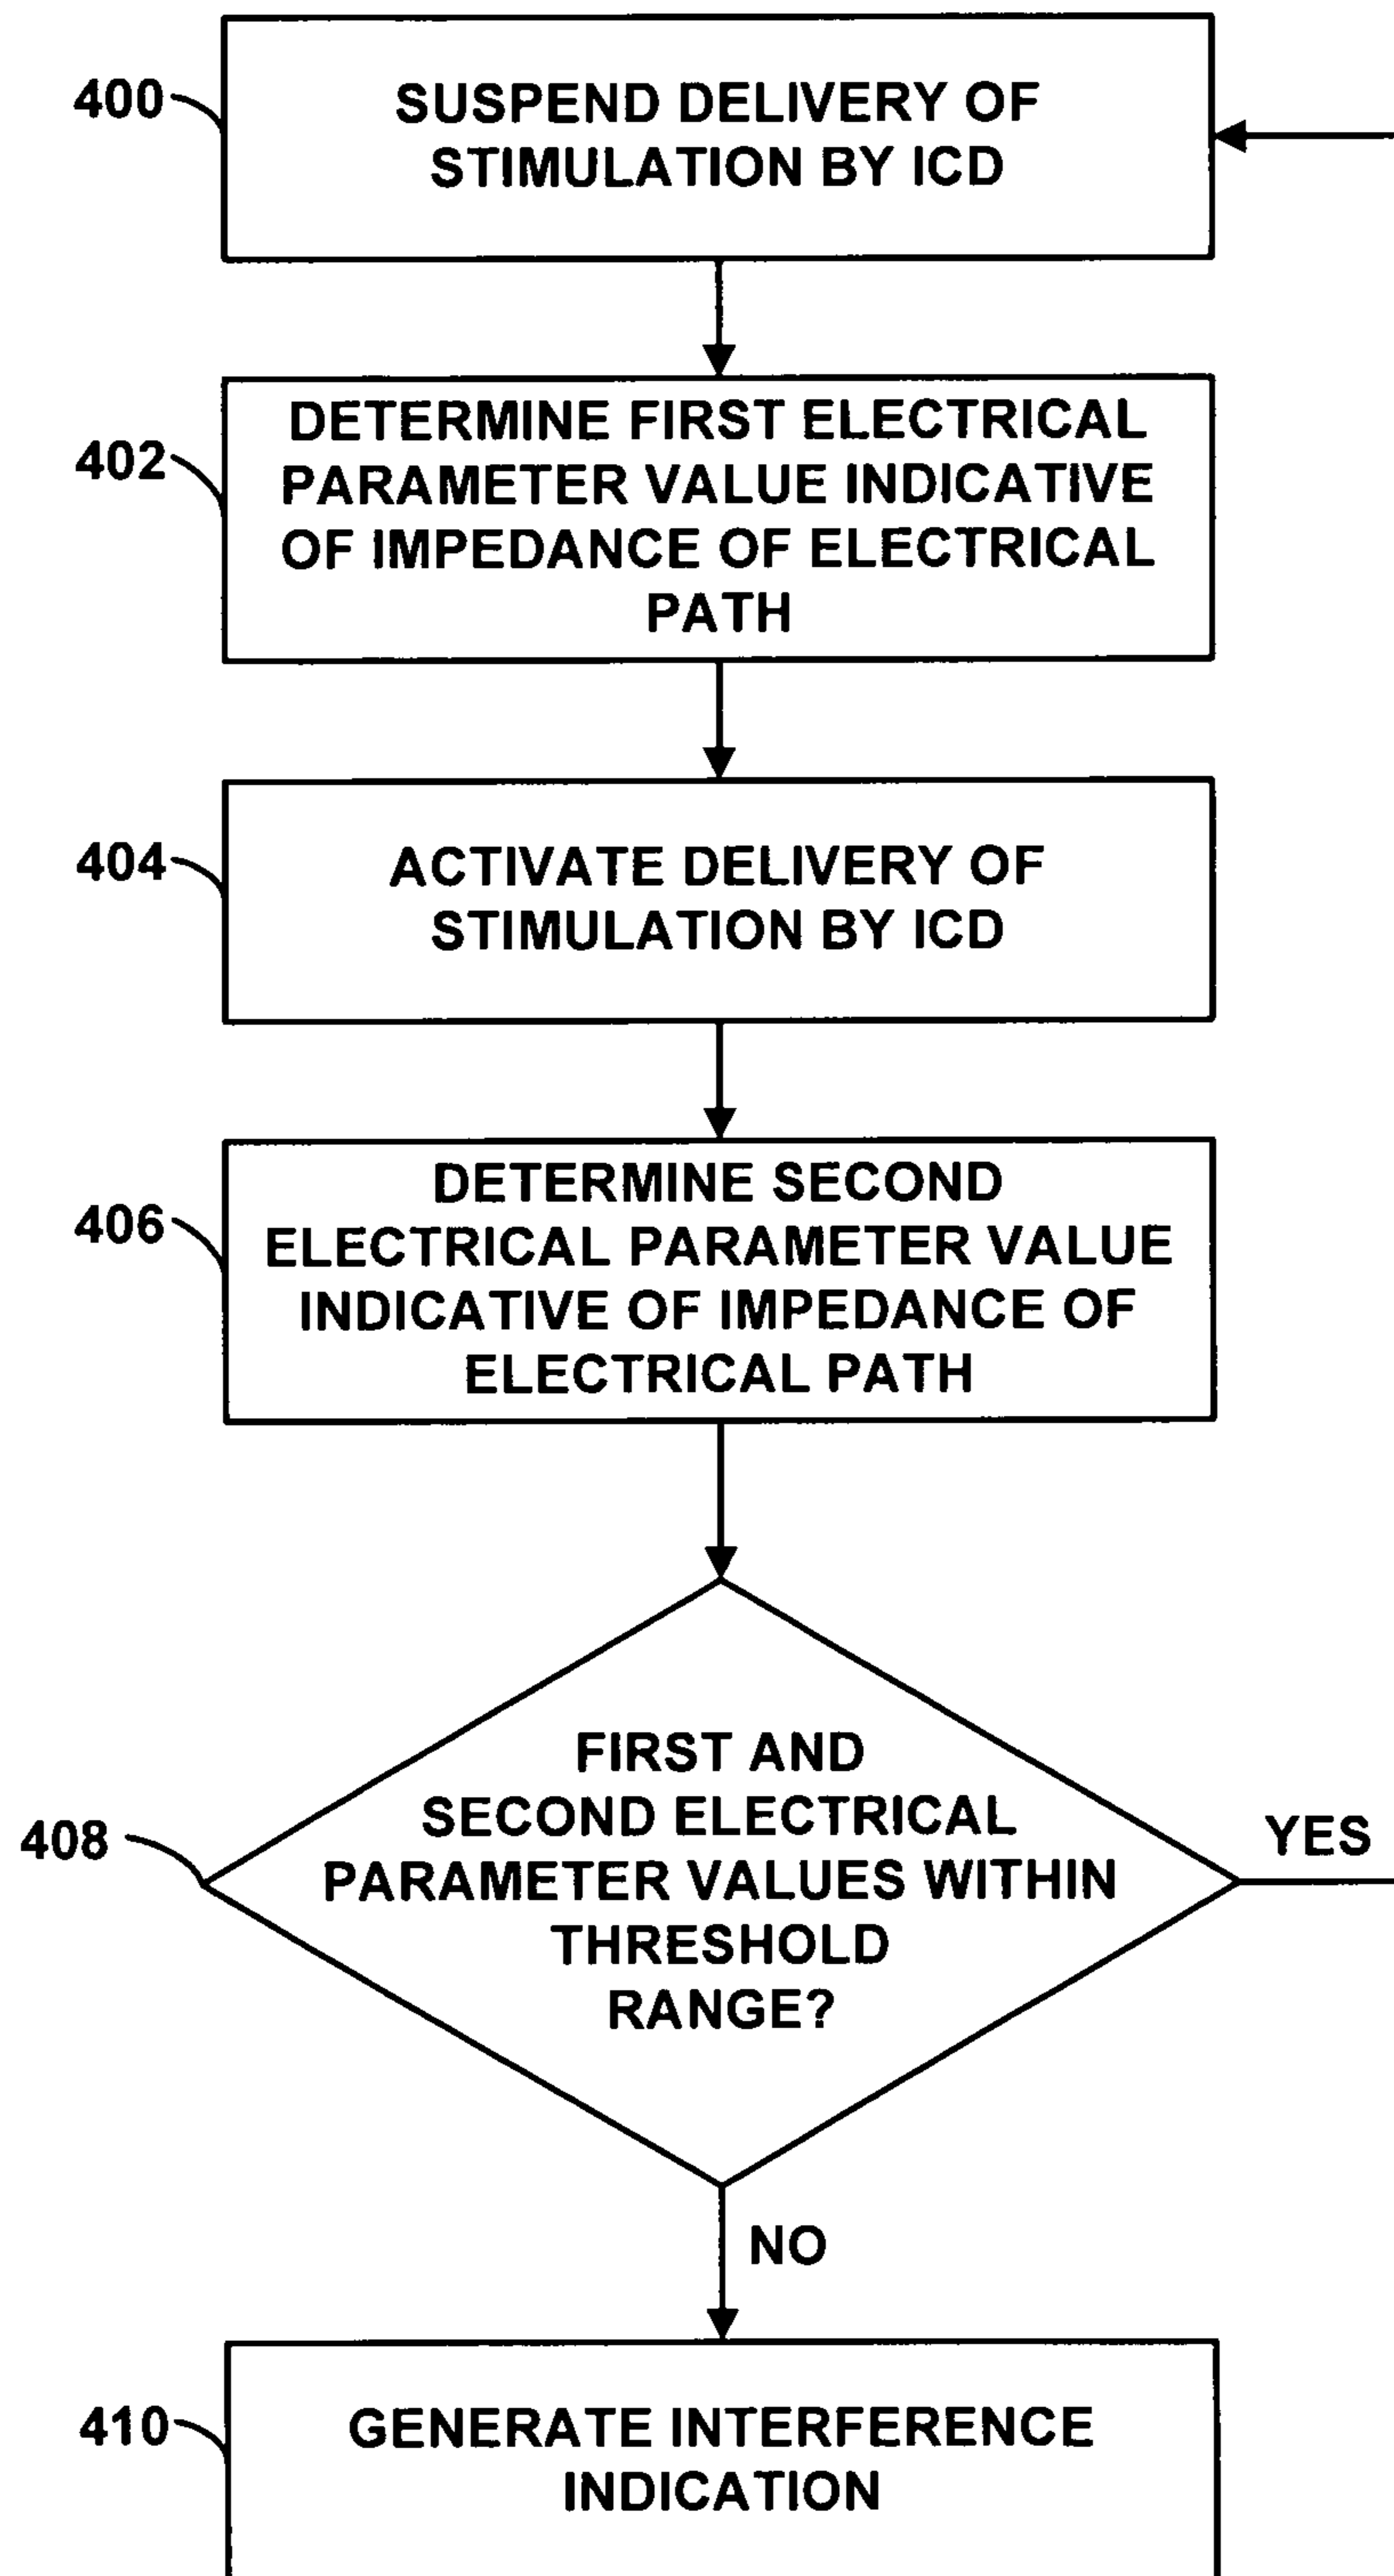 400
SUSPEND DELIVERY OF
STIMULATION BY ICD
402
DETERMINE FIRST ELECTRICAL
PARAMETER VALUE INDICATIVE
OF IMPEDANCE OF ELECTRICAL
PATH
404
ACTIVATE DELIVERY OF
STIMULATION BY ICD
406
DETERMINE SECOND
ELECTRICAL PARAMETER VALUE
INDICATIVE OF IMPEDANCE OF
ELECTRICAL PATH
408
FIRST AND
SECOND ELECTRICAL
PARAMETER VALUES WITHIN
THRESHOLD
RANGE?
YES
NO
410
GENERATE INTERFERENCE
INDICATION